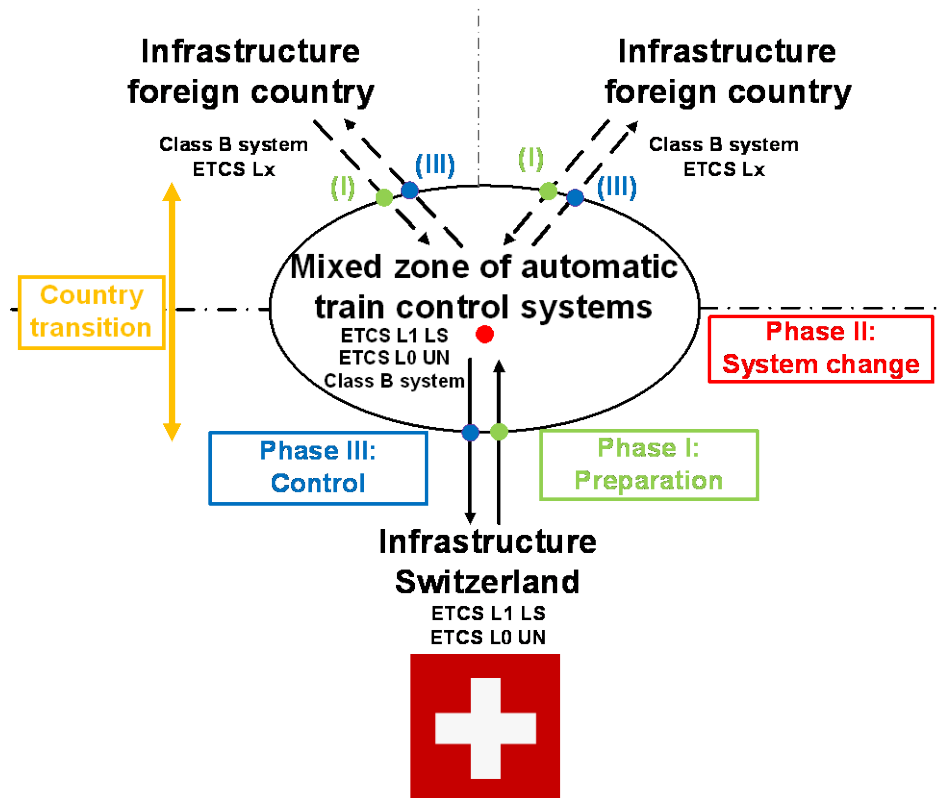 Infrastructure
foreign country
Class B system
ETCS Lx
Infrastructure
foreign country
Class B system
ETCS Lx
(I)
(III)
(I)
(III)
Country
transition
Mixed zone of automatic
train control systems
ETCS L1 LS
ETCS L0 UN
Class B system
Phase II:
System change
Phase III:
Control
Phase I:
Preparation
Infrastructure
Switzerland
ETCS L1 LS
ETCS L0 UN